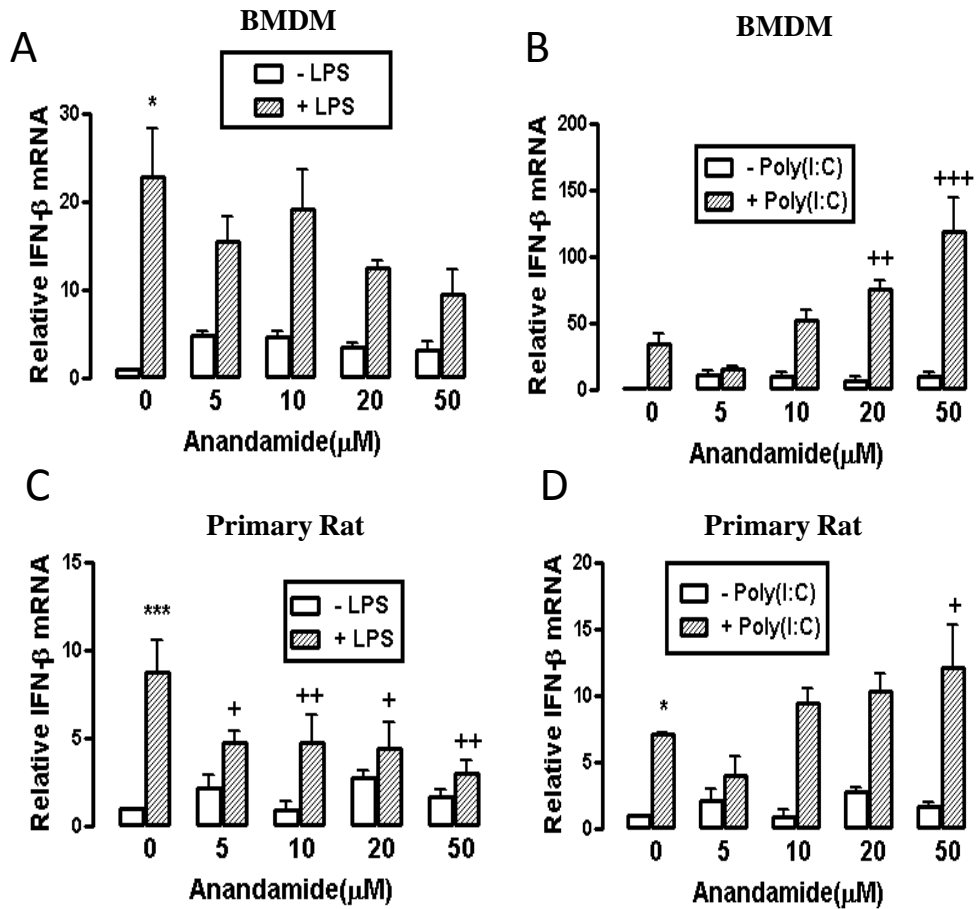 A
BMDM
- LPS
+ LPS
*
Relative IFN-β mRNA
30
20
10
0
0 5 10 20 50
Anandamide(μM)
B
BMDM
- Poly(I:C)
+ Poly(I:C)
++
+++
Relative IFN-β mRNA
200
150
100
50
0
0 5 10 20 50
Anandamide(μM)
C
Primary Rat
- LPS
+ LPS
***
+
++
+
++
Relative IFN-β mRNA
15
10
5
0
0 5 10 20 50
Anandamide(μM)
D
Primary Rat
- Poly(I:C)
+ Poly(I:C)
*
+
Relative IFN-β mRNA
20
15
10
5
0
0 5 10 20 50
Anandamide(μM)